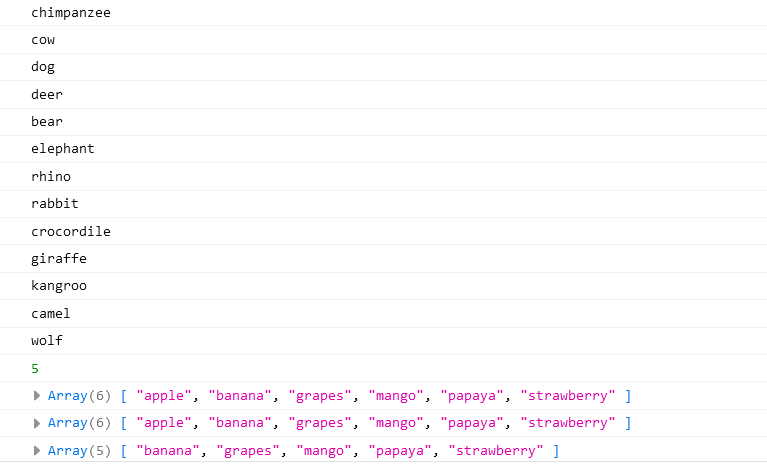 chimpanzee
cow
dog
deer
bear
elephant
rhino
rabbit
crocordile
giraffe
kangroo
camel
wolf
5
Array(6) [ "apple", "banana", "grapes", "mango", "papaya", "strawberry" ]
Array(6) [ "apple", "banana", "grapes", "mango", "papaya", "strawberry" ]
Array(5) [ "banana", "grapes", "mango", "papaya", "strawberry" ]